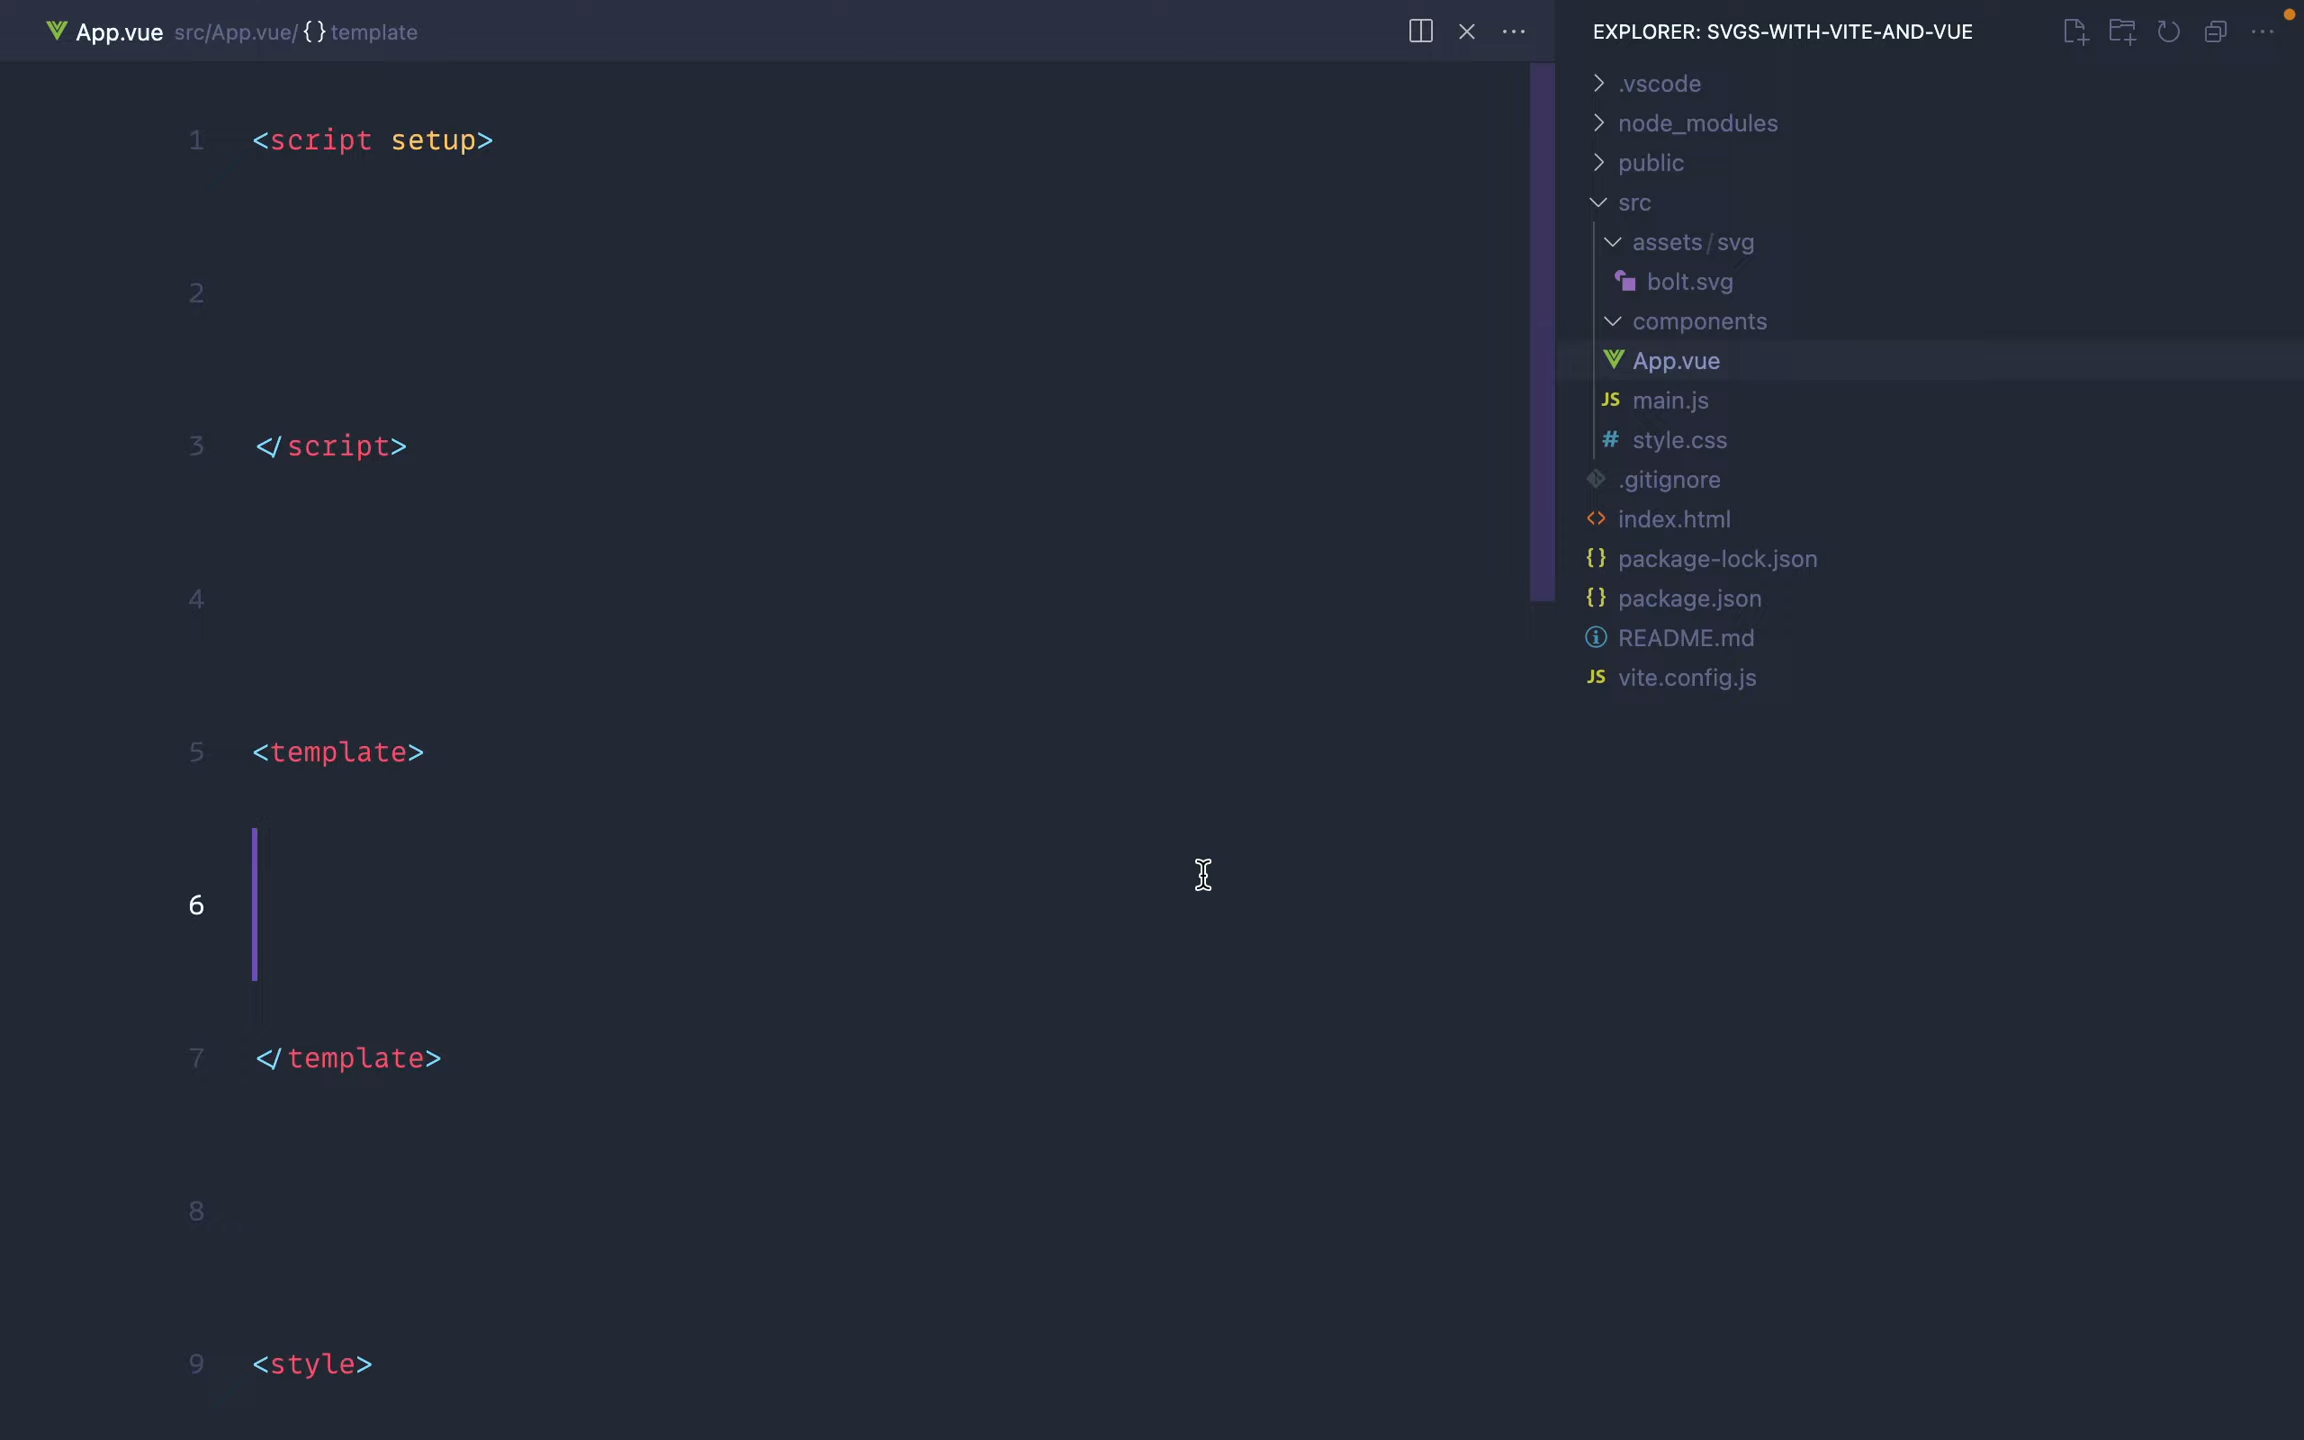 App.vue src/App.vue/{} template
1 <script setup>
2
3 </script>
4
5 <template>
6
7 </template>
8
9 <style>
EXPLORER: SVGS-WITH-VITE-AND-VUE
.vscode
node_modules
public
src
assets/svg
bolt.svg
components
App.vue
JS main.js
# style.css
.gitignore
<> index.html
{} package-lock.json
{} package.json
README.md
JS vite.config.js